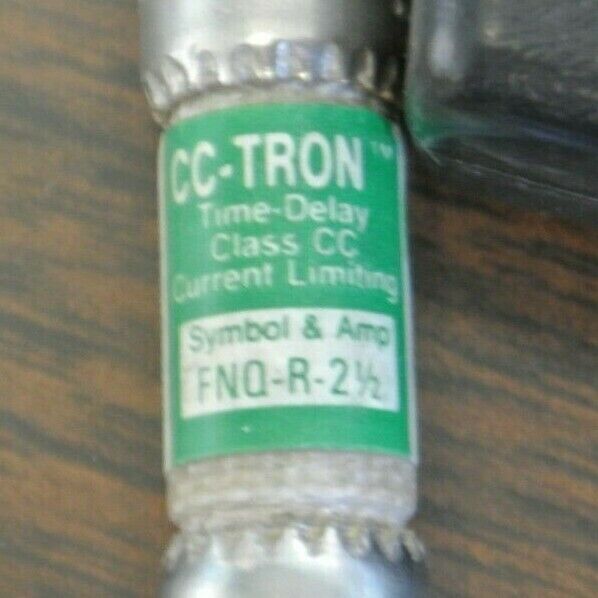 CC-TRON™
Time-Delay
Class CC
Current Limiting
Symbol & Amp
FNQ-R-2½